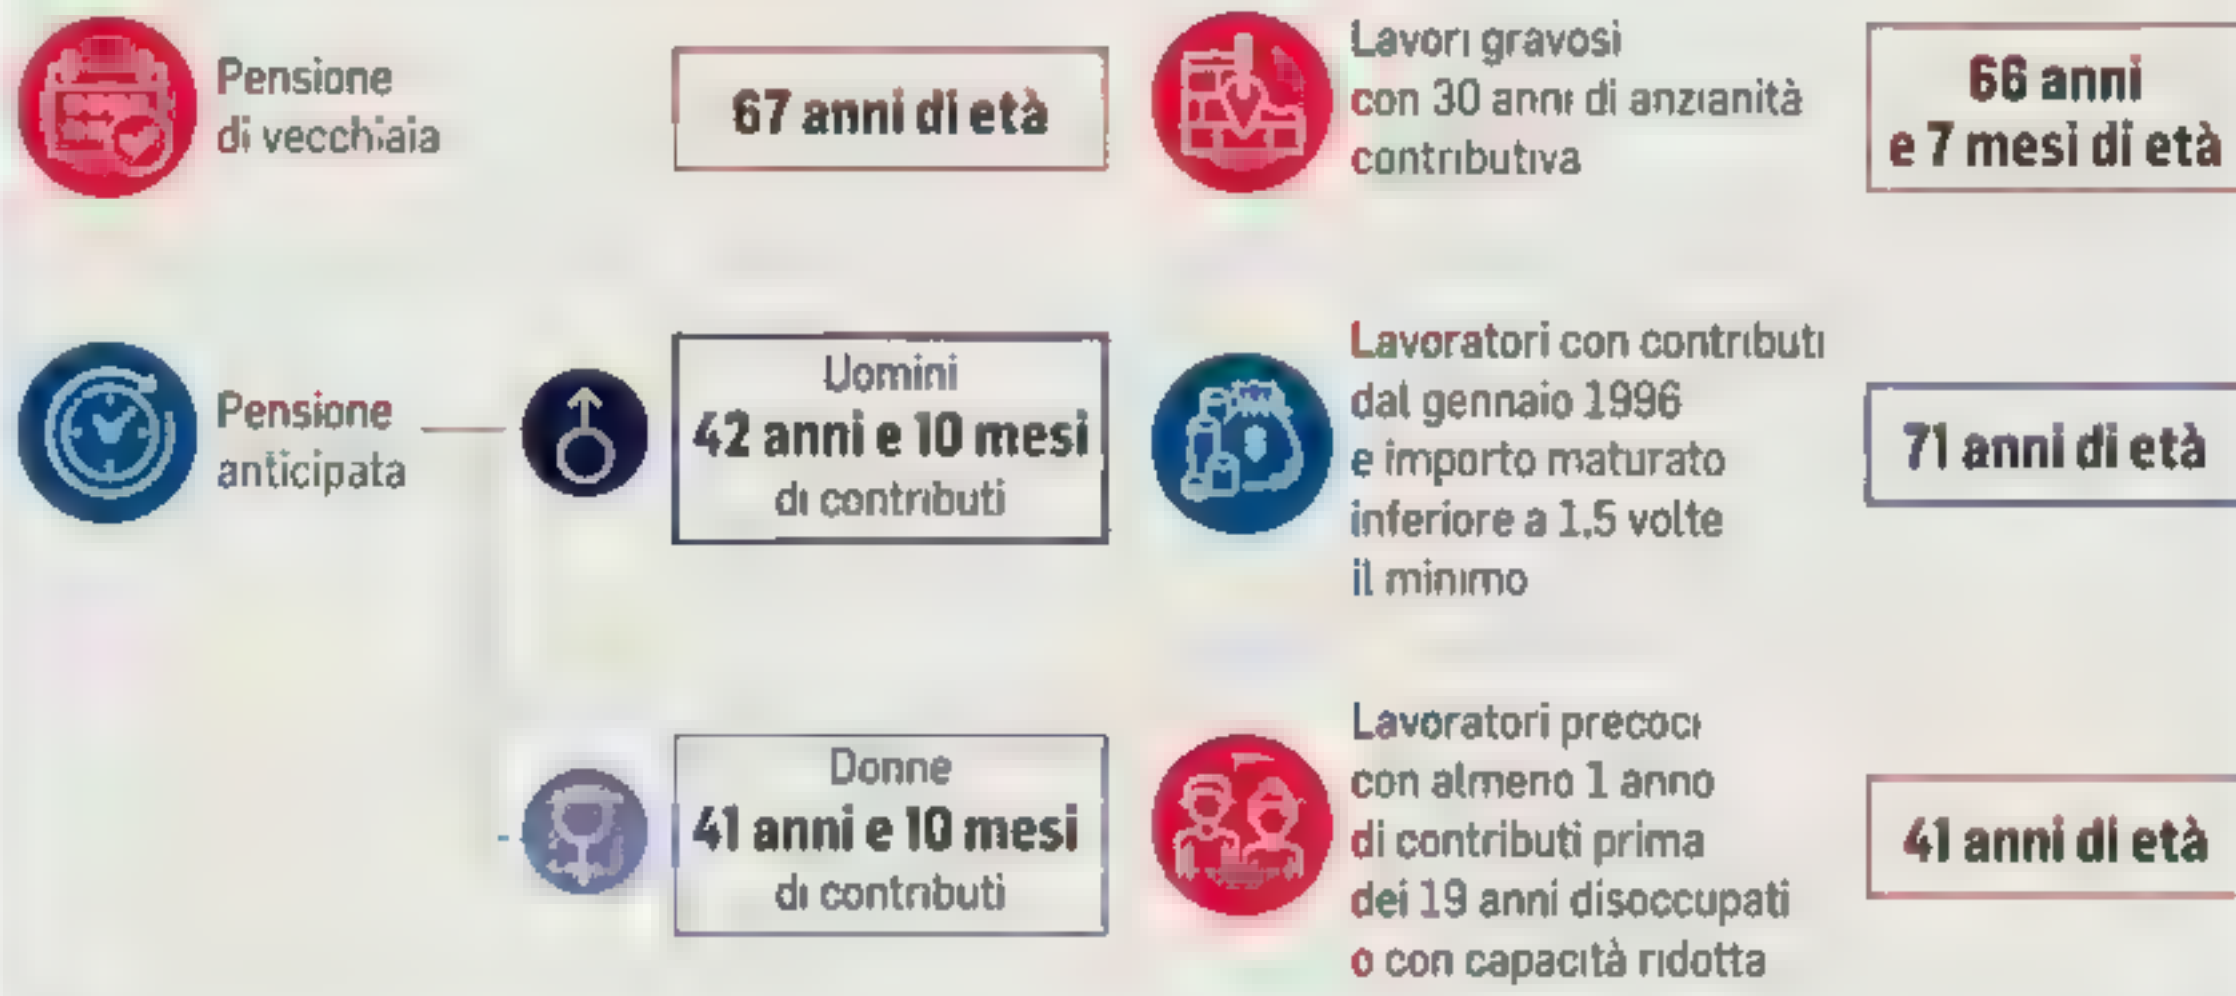 Pensione
di vecchiaia
67 anni di età
Pensione
anticipata
Uomini
42 anni e 10 mesi
di contributi
Donne
41 anni e 10 mesi
di contributi
Lavori gravosi
con 30 anni di anzianità
contributiva
66 anni
e 7 mesi di età
Lavoratori con contributi
dal gennaio 1996
e importo maturato
inferiore a 1,5 volte
il minimo
71 anni di età
Lavoratori precoci
con almeno 1 anno
di contributi prima
dei 19 anni disoccupati
o con capacità ridotta
41 anni di età